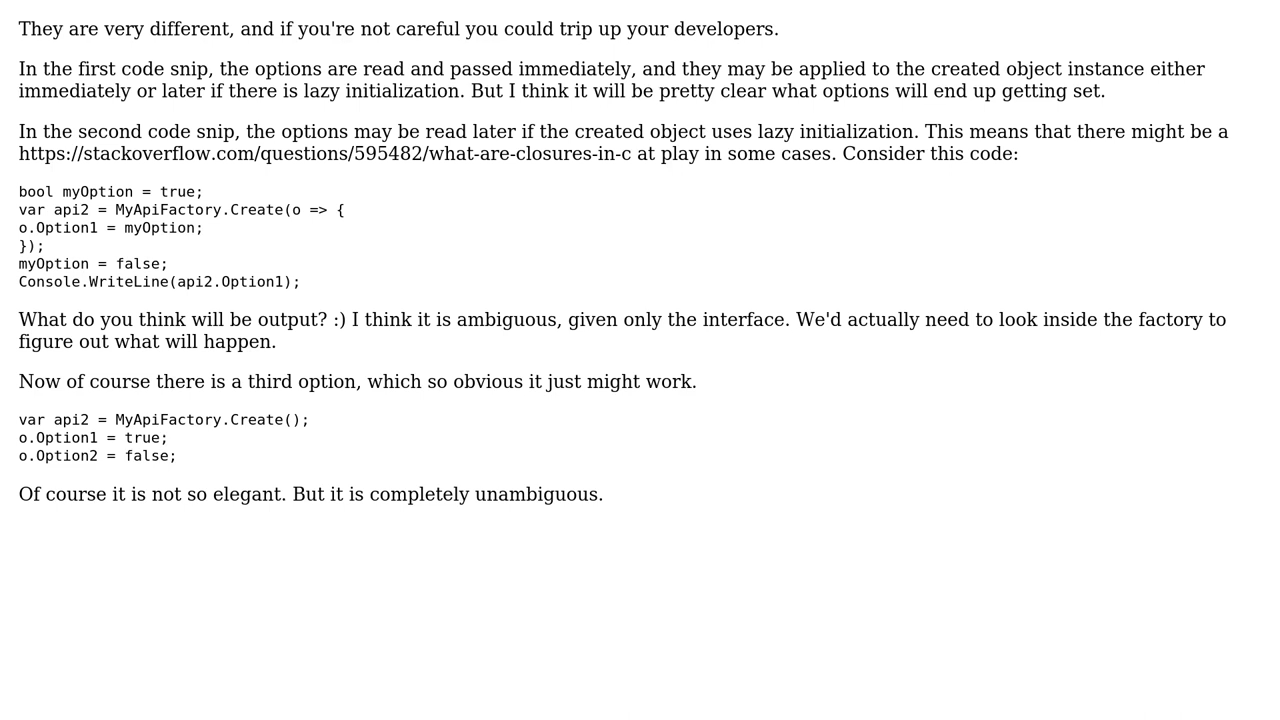 They are very different, and if you're not careful you could trip up your developers.
In the first code snip, the options are read and passed immediately, and they may be applied to the created object instance either
immediately or later if there is lazy initialization. But I think it will be pretty clear what options will end up getting set.
In the second code snip, the options may be read later if the created object uses lazy initialization. This means that there might be a
https://stackoverflow.com/questions/595482/what-are-closures-in-c at play in some cases. Consider this code:
bool myOption = true;
var api2 = MyApiFactory.Create(o => {
o.Option1 = myOption;
});
myOption = false;
Console.WriteLine(api2.Option1);
What do you think will be output? :) I think it is ambiguous, given only the interface. We'd actually need to look inside the factory to
figure out what will happen.
Now of course there is a third option, which so obvious it just might work.
var api2 = MyApiFactory.Create();
o.Option1 = true;
o.Option2 = false;
Of course it is not so elegant. But it is completely unambiguous.